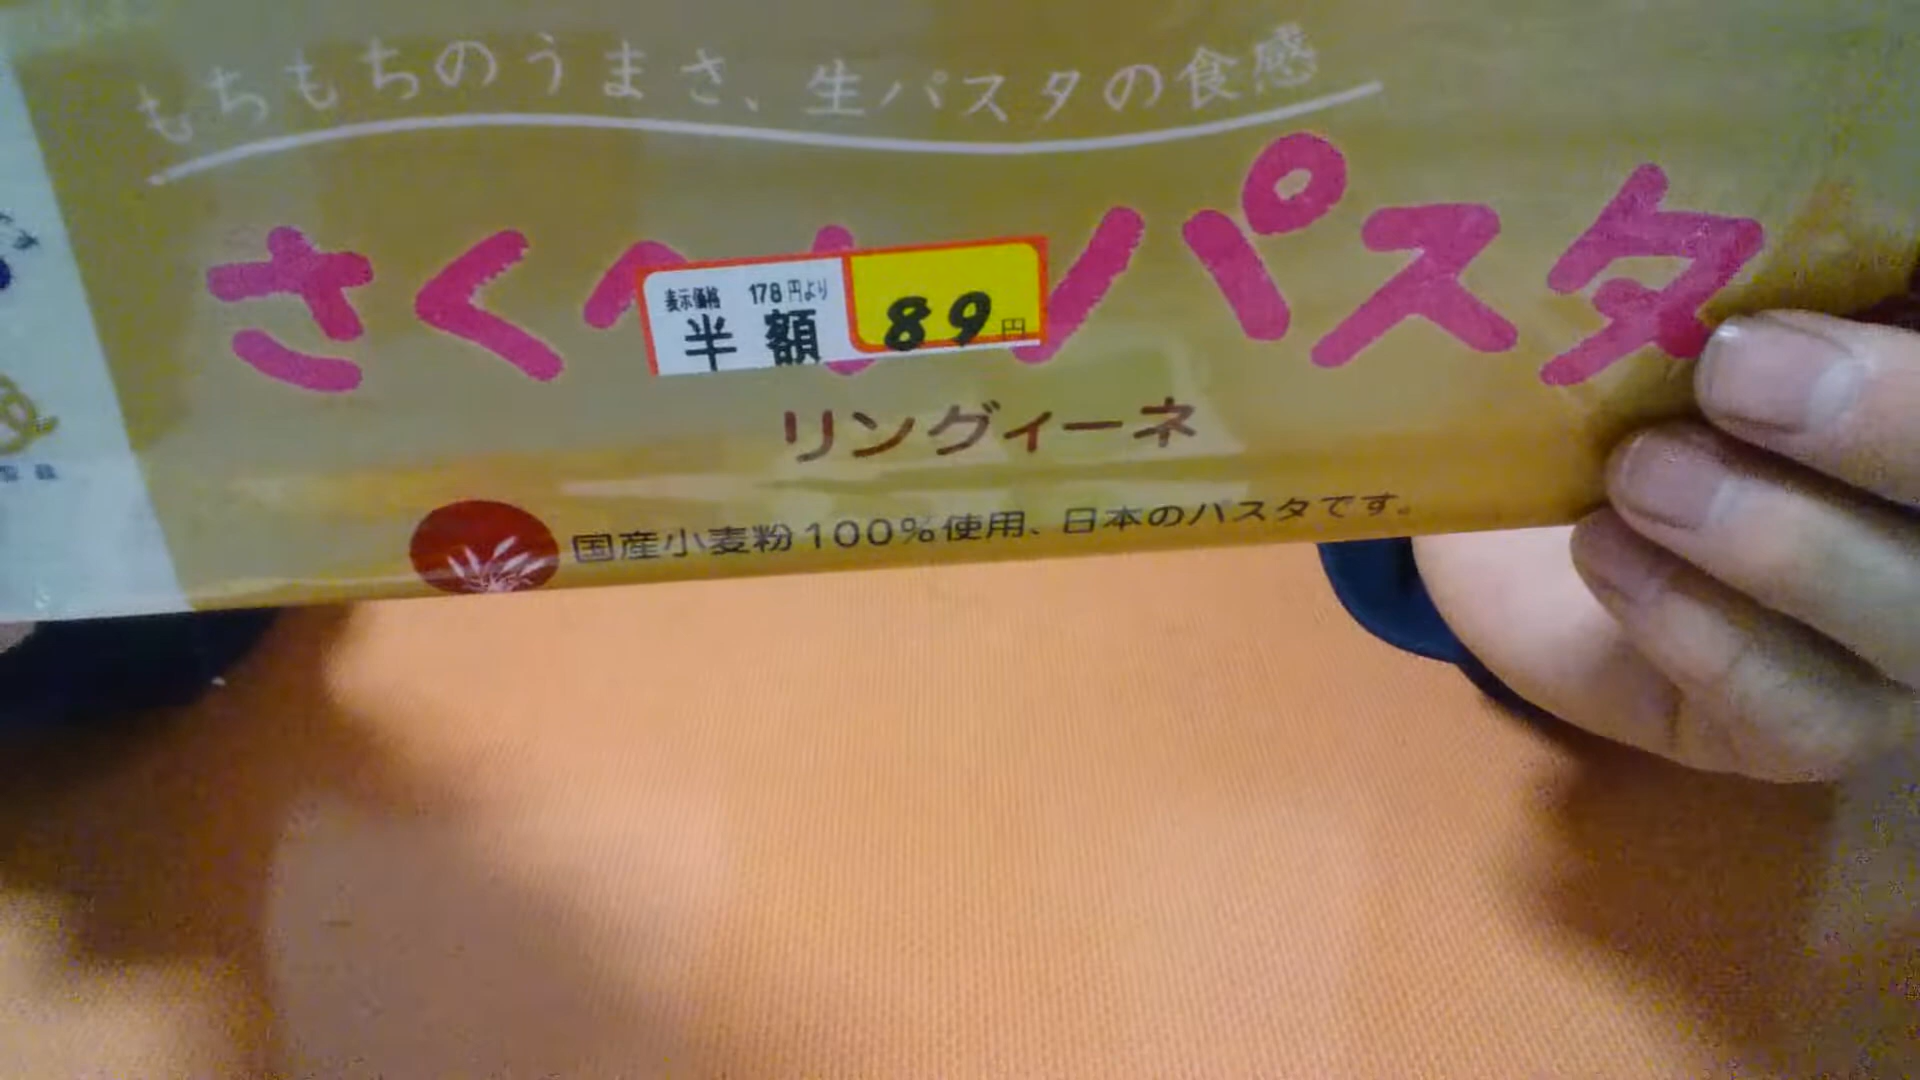 もちもちのうまさ、生パスタの食感
さく
パスタ
表示価格 178円より
半額 89円
リングィーネ
国産小麦粉100%使用、日本のパスタです。